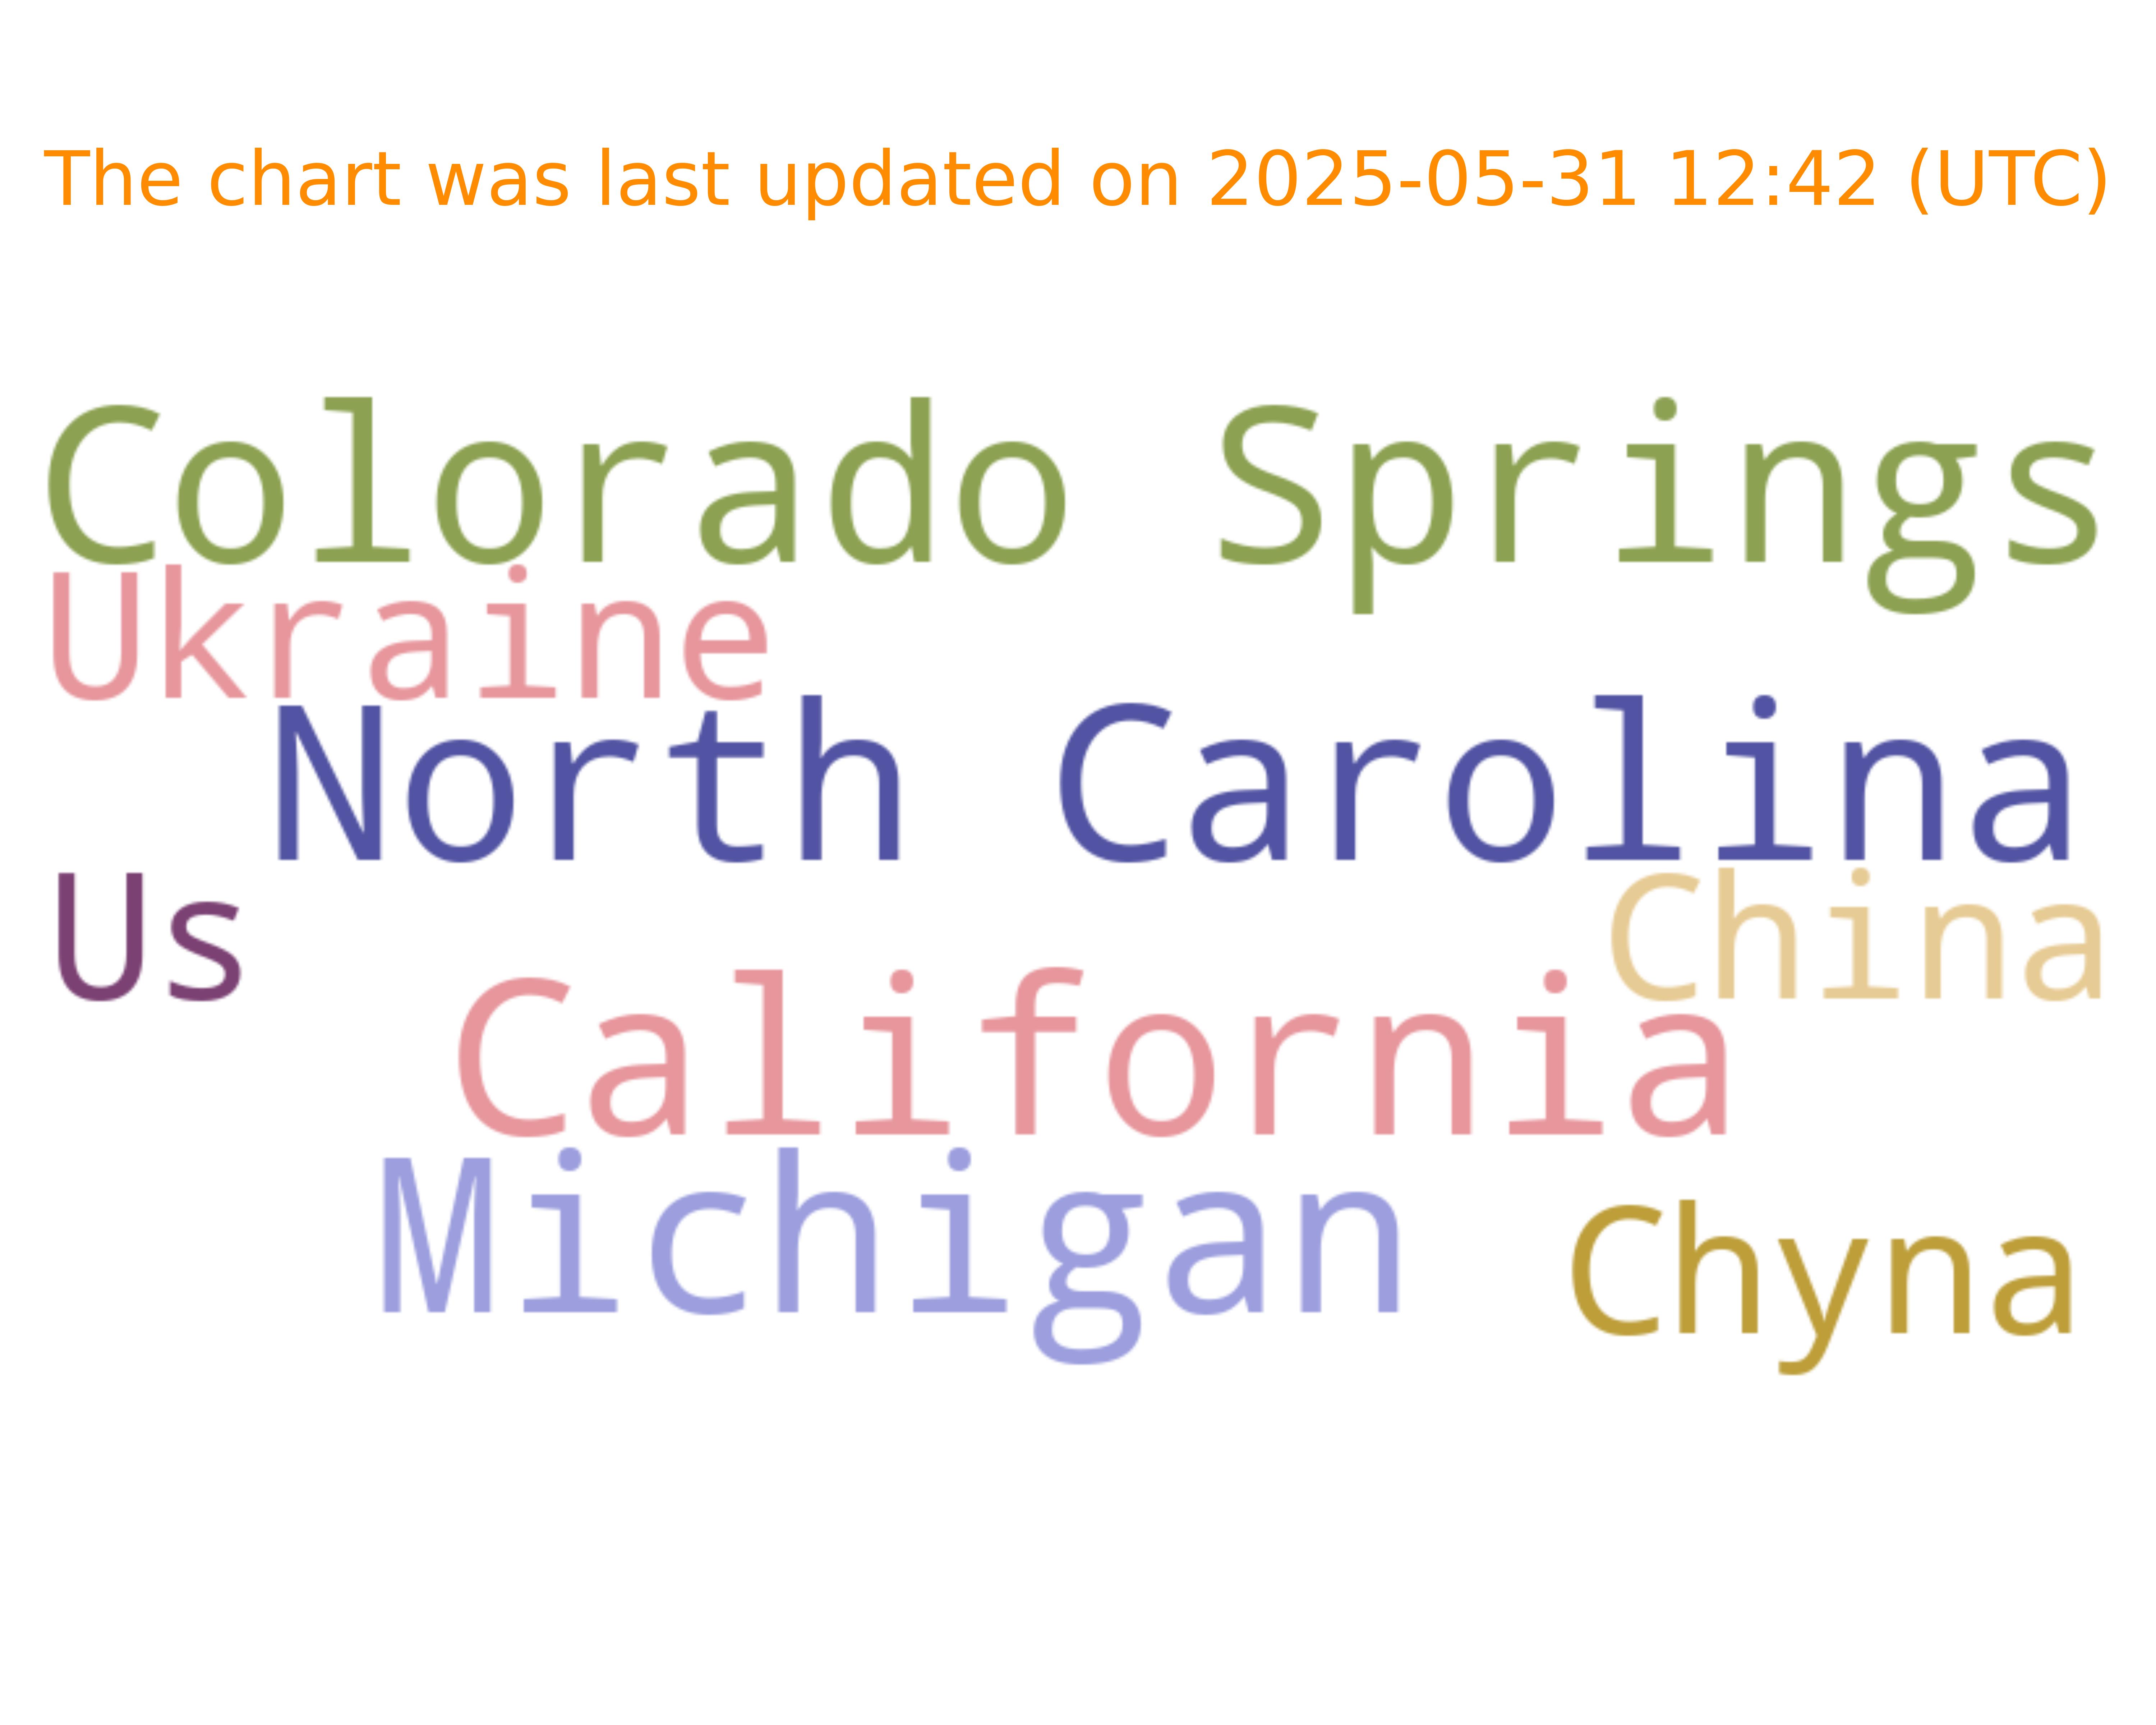 The chart was last updated on 2025-05-31 12:42 (UTC)
Colorado Springs
Ukraine
North Carolina
Us
China
California
Michigan
Chyna